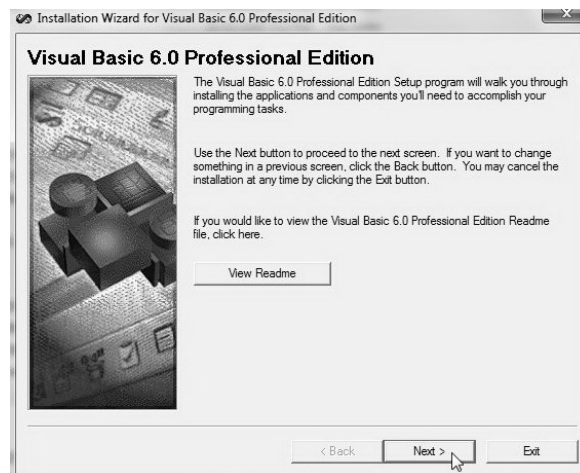 Installation Wizard for Visual Basic 6.0 Professional Edition
Visual Basic 6.0 Professional Edition
The Visual Basic 6.0 Professional Edition Setup program will walk you through
installing the applications and components you'll need to accomplish your
programming tasks.
Use the Next button to proceed to the next screen. If you want to change
something in a previous screen, click the Back button. You may cancel the
installation at any time by clicking the Exit button.
If you would like to view the Visual Basic 6.0 Professional Edition Readme
file, click here.
View Readme
< Back
Next >
Exit